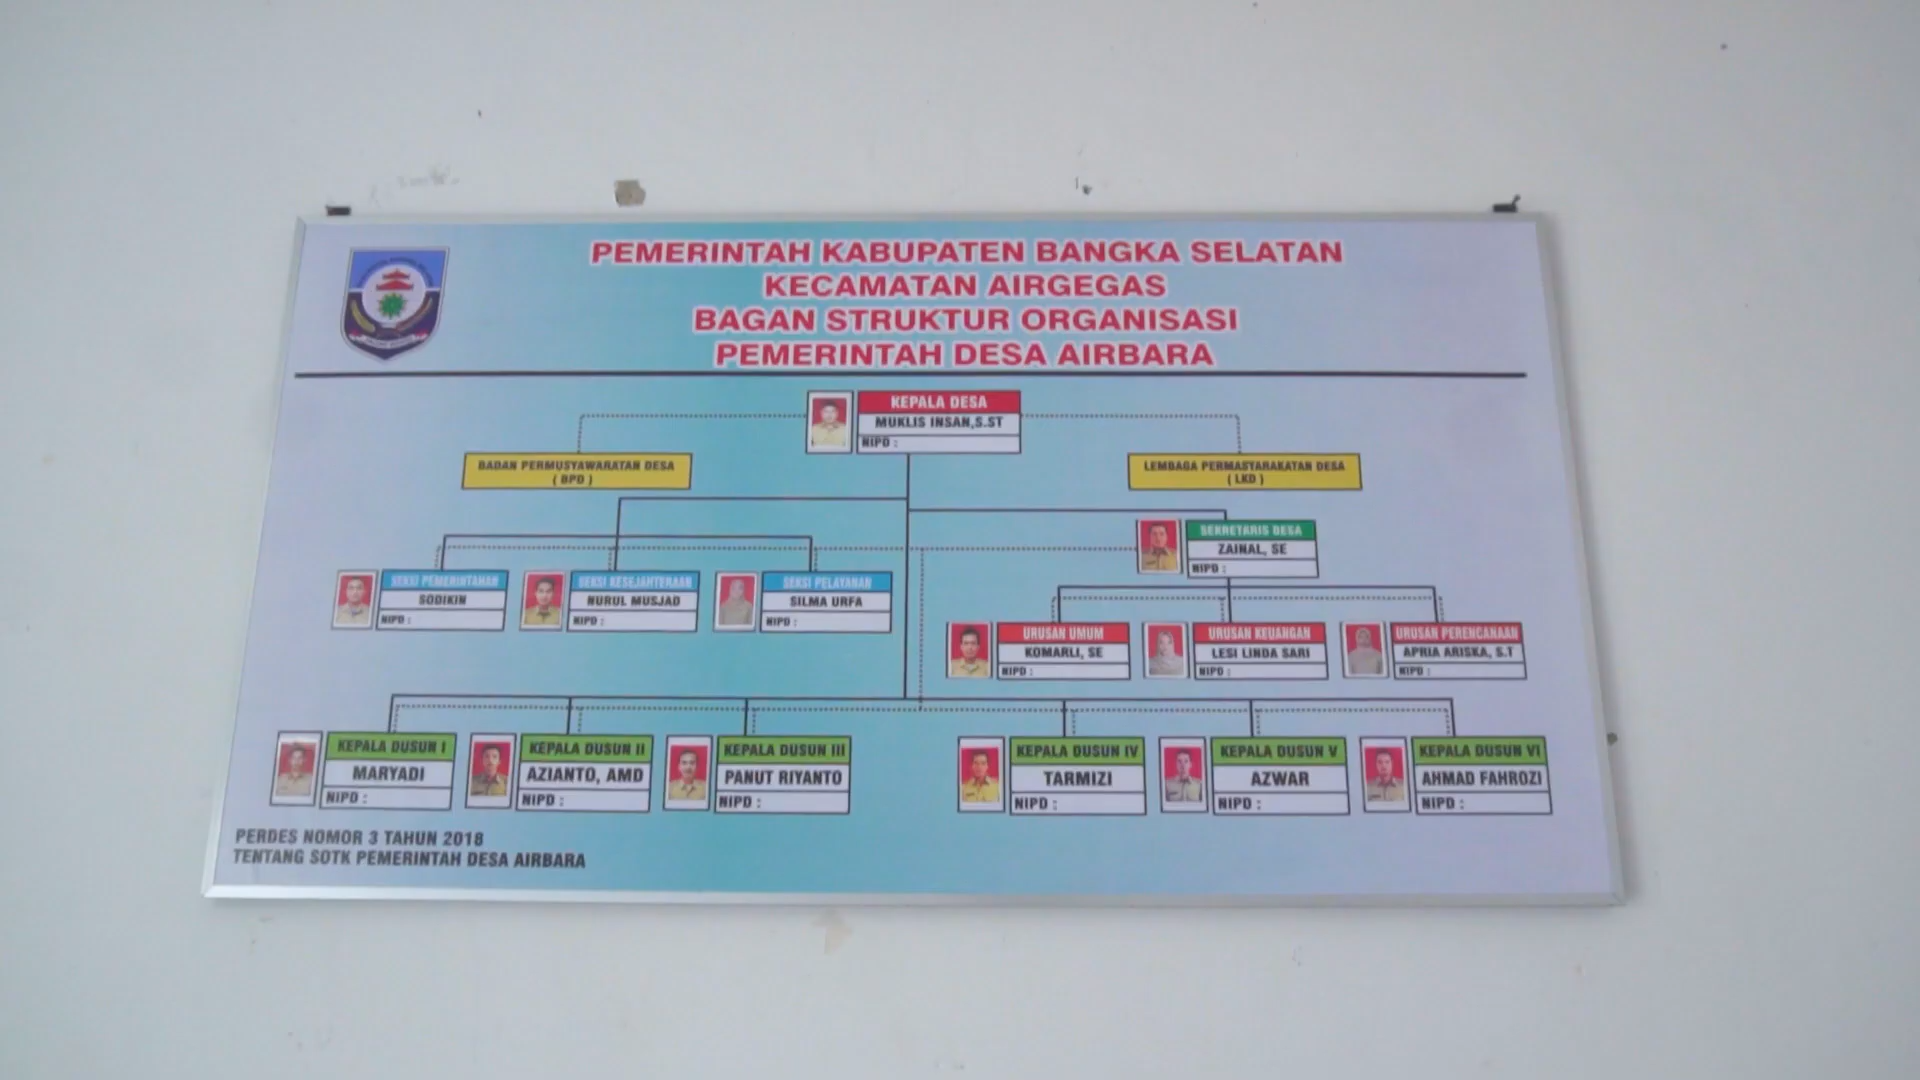 PEMERINTAH KABUPATEN BANGKA SELATAN
KECAMATAN AIRGEGAS
BAGAN STRUKTUR ORGANISASI
PEMERINTAH DESA AIRBARA
KEPALA DESA
MUKLIS INSAN,S.ST
NIPD :
BADAN PERMUSYAWARATAN DESA
( BPD )
LEMBAGA PERMASYARAKATAN DESA
( LKD )
SEKRETARIS DESA
ZAINAL, SE
NIPD :
SEKSI PEMERINTAHAN
SODIKIN
NIPD :
SEKSI KESEJAHTERAAN
NURUL MUSJAD
NIPD :
SEKSI PELAYANAN
SILMA URFA
NIPD :
URUSAN UMUM
KOMARLI, SE
NIPD :
URUSAN KEUANGAN
LESI LINDA SARI
NIPD :
URUSAN PERENCANAAN
APRIA ARISKA, S.T
NIPD :
KEPALA DUSUN I
MARYADI
NIPD :
KEPALA DUSUN II
AZIANTO, AMD
NIPD :
KEPALA DUSUN III
PANUT RIYANTO
NIPD :
KEPALA DUSUN IV
TARMIZI
NIPD :
KEPALA DUSUN V
AZWAR
NIPD :
KEPALA DUSUN VI
AHMAD FAHROZI
NIPD :
PERDES NOMOR 3 TAHUN 2018
TENTANG SOTK PEMERINTAH DESA AIRBARA